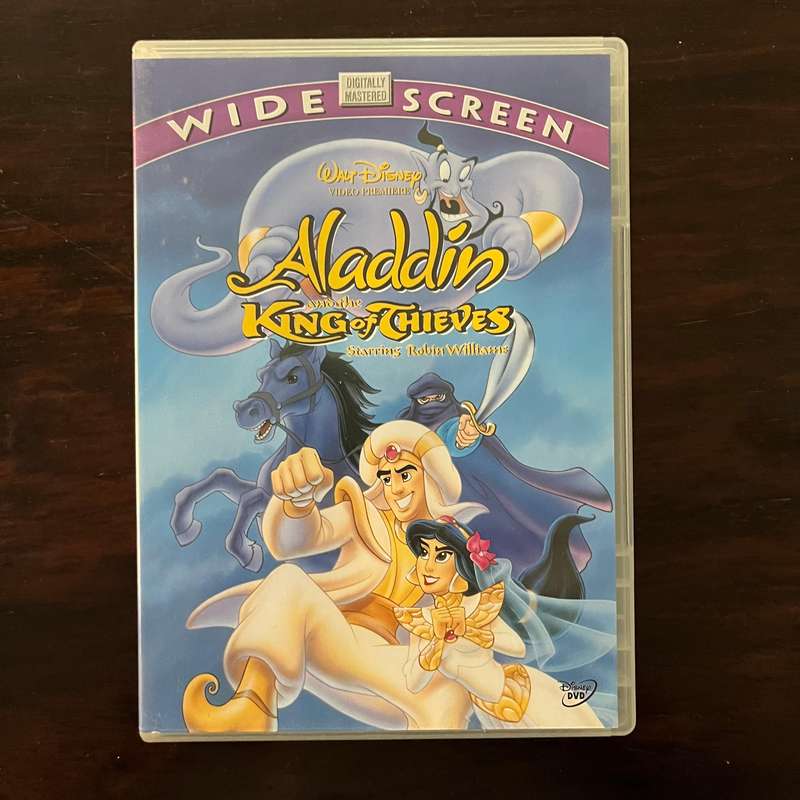 DIGITALLY
MASTERED
WIDE SCREEN
WALT DISNEY
VIDEO PREMIERE
Aladdin
AND THE
KING OF THIEVES
Starring Robin Williams
DISNEY
DVD